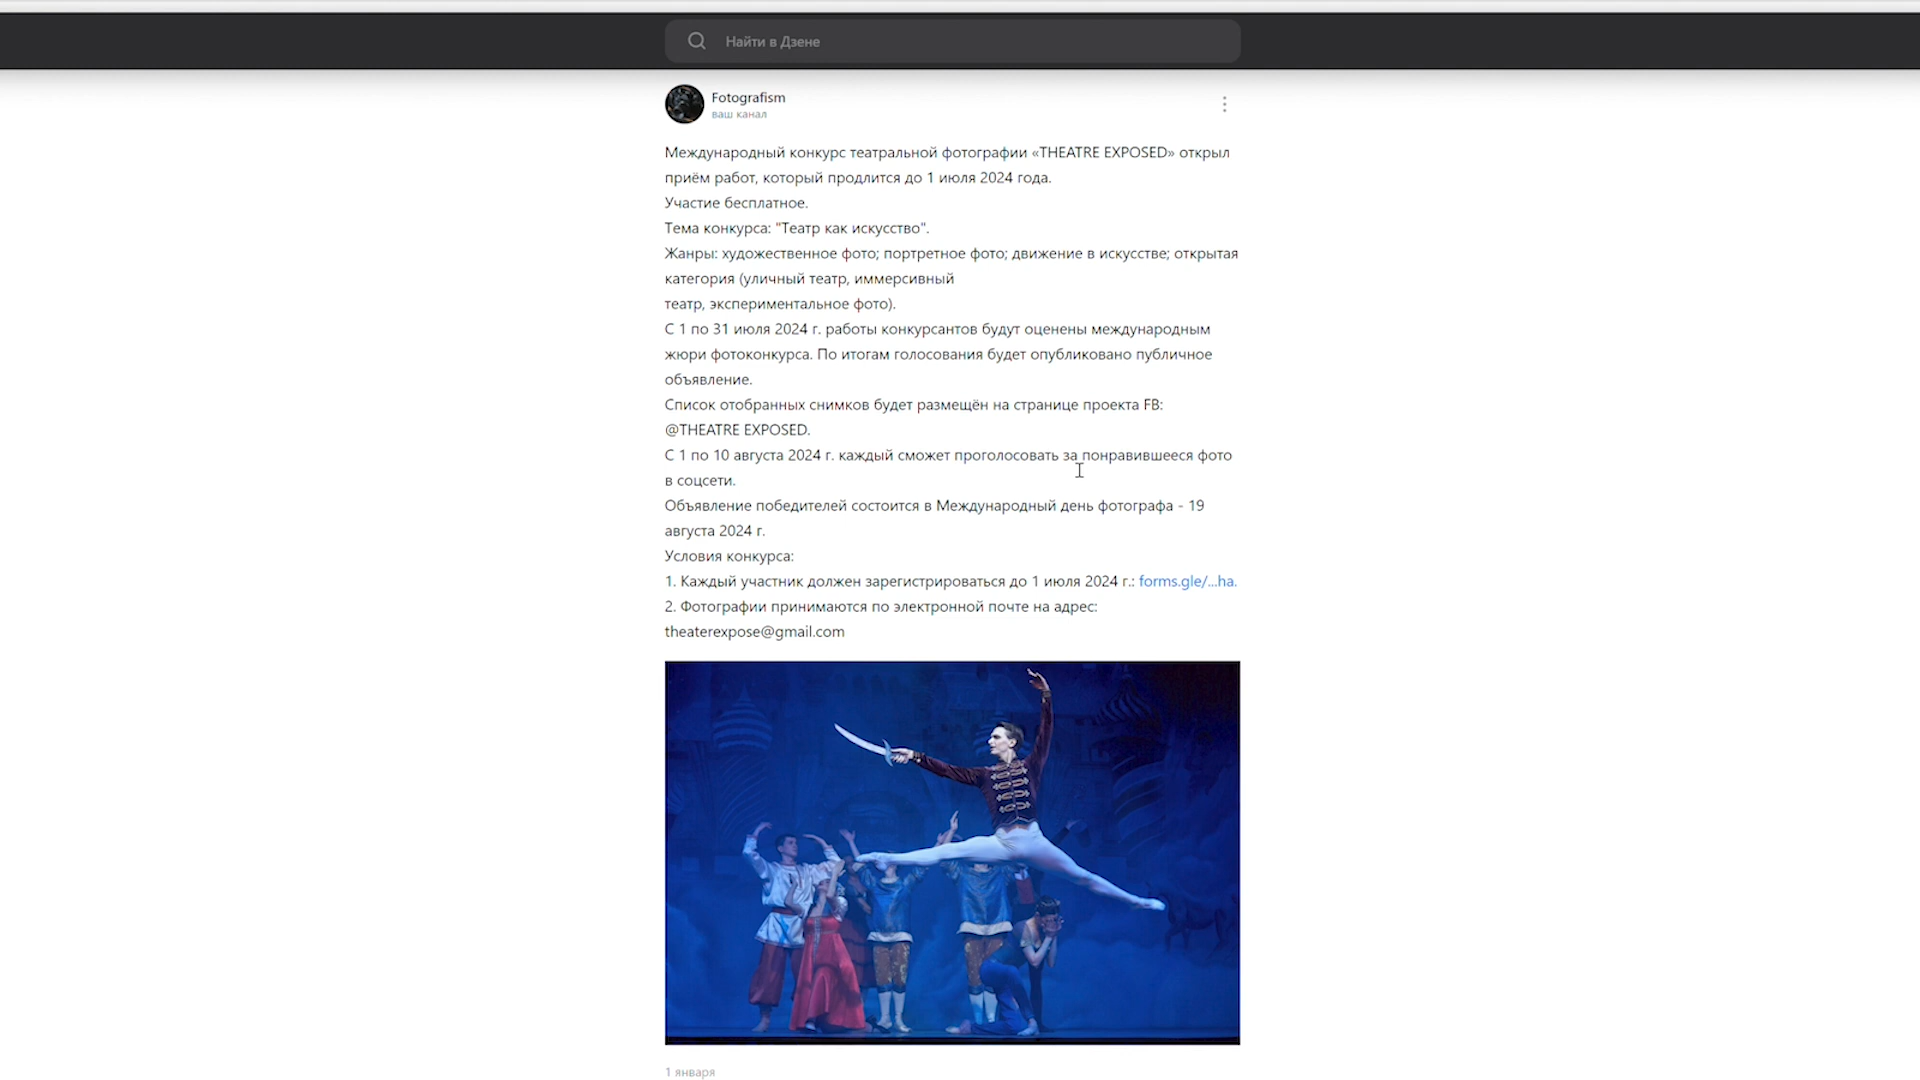 Найти в Дзене
Fotografism
ваш канал
Международный конкурс театральной фотографии «THEATRE EXPOSED» открыл
приём работ, который продлится до 1 июля 2024 года.
Участие бесплатное.
Тема конкурса: "Театр как искусство".
Жанры: художественное фото; портретное фото; движение в искусстве; открытая
категория (уличный театр, иммерсивный
театр, экспериментальное фото).
С 1 по 31 июля 2024 г. работы конкурсантов будут оценены международным
жюри фотоконкурса. По итогам голосования будет опубликовано публичное
объявление.
Список отобранных снимков будет размещён на странице проекта FB:
@THEATRE EXPOSED.
С 1 по 10 августа 2024 г. каждый сможет проголосовать за понравившееся фото
в соцсети.
Объявление победителей состоится в Международный день фотографа - 19
августа 2024 г.
Условия конкурса:
1. Каждый участник должен зарегистрироваться до 1 июля 2024 г.: forms.gle/...ha.
2. Фотографии принимаются по электронной почте на адрес:
theaterexpose@gmail.com
1 января